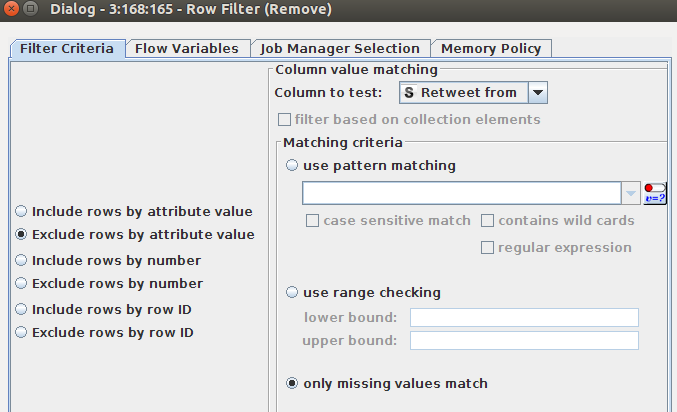 Dialog - 3:168:165 - Row Filter (Remove)
Filter Criteria Flow Variables Job Manager Selection Memory Policy
Column value matching
Column to test: S Retweet from
filter based on collection elements
Matching criteria
use pattern matching
v=?
case sensitive match contains wild cards
regular expression
use range checking
lower bound:
upper bound:
only missing values match
Include rows by attribute value
Exclude rows by attribute value
Include rows by number
Exclude rows by number
Include rows by row ID
Exclude rows by row ID